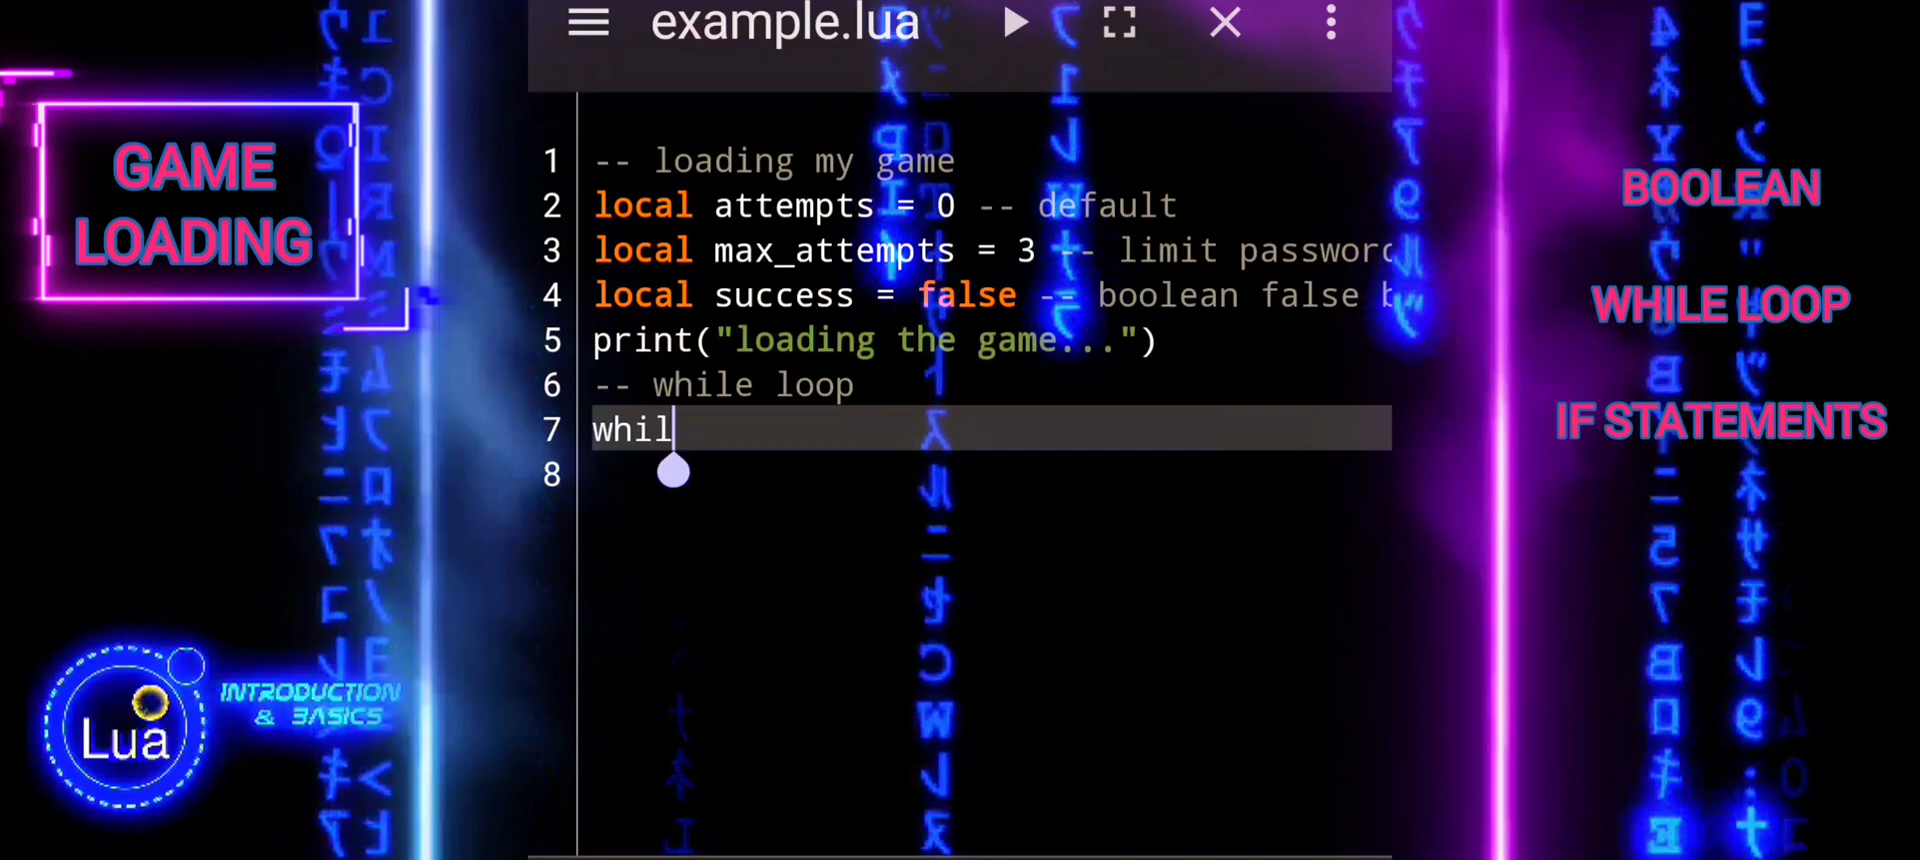 example.lua
GAME
LOADING
1 -- loading my game
2 local attempts = 0 -- default
3 local max_attempts = 3 -- limit password
4 local success = false -- boolean false b
5 print("loading the game...")
6 -- while loop
7 whil
8
BOOLEAN
WHILE LOOP
IF STATEMENTS
Lua
INTRODUCTION
& BASICS